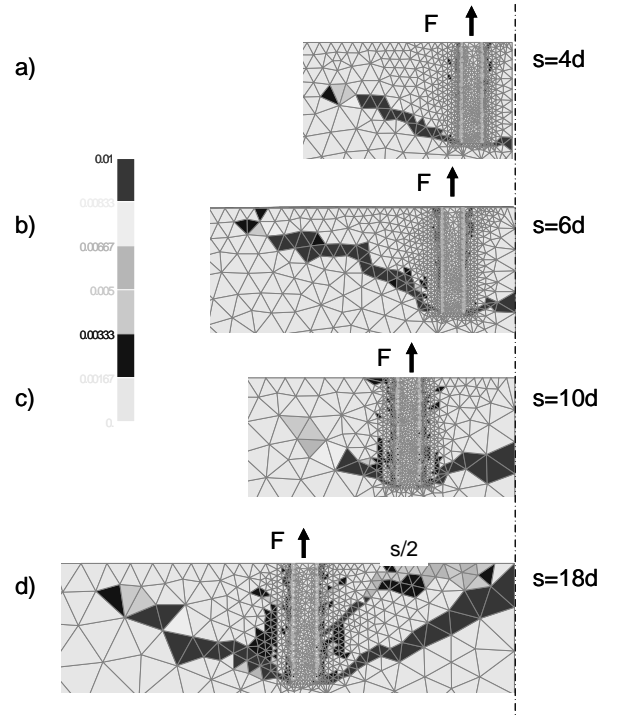 F
a)
s=4d
0.01
0.00833
0.00667
0.005
0.00333
0.00167
0.
F
b)
s=6d
F
c)
s=10d
F
s/2
d)
s=18d